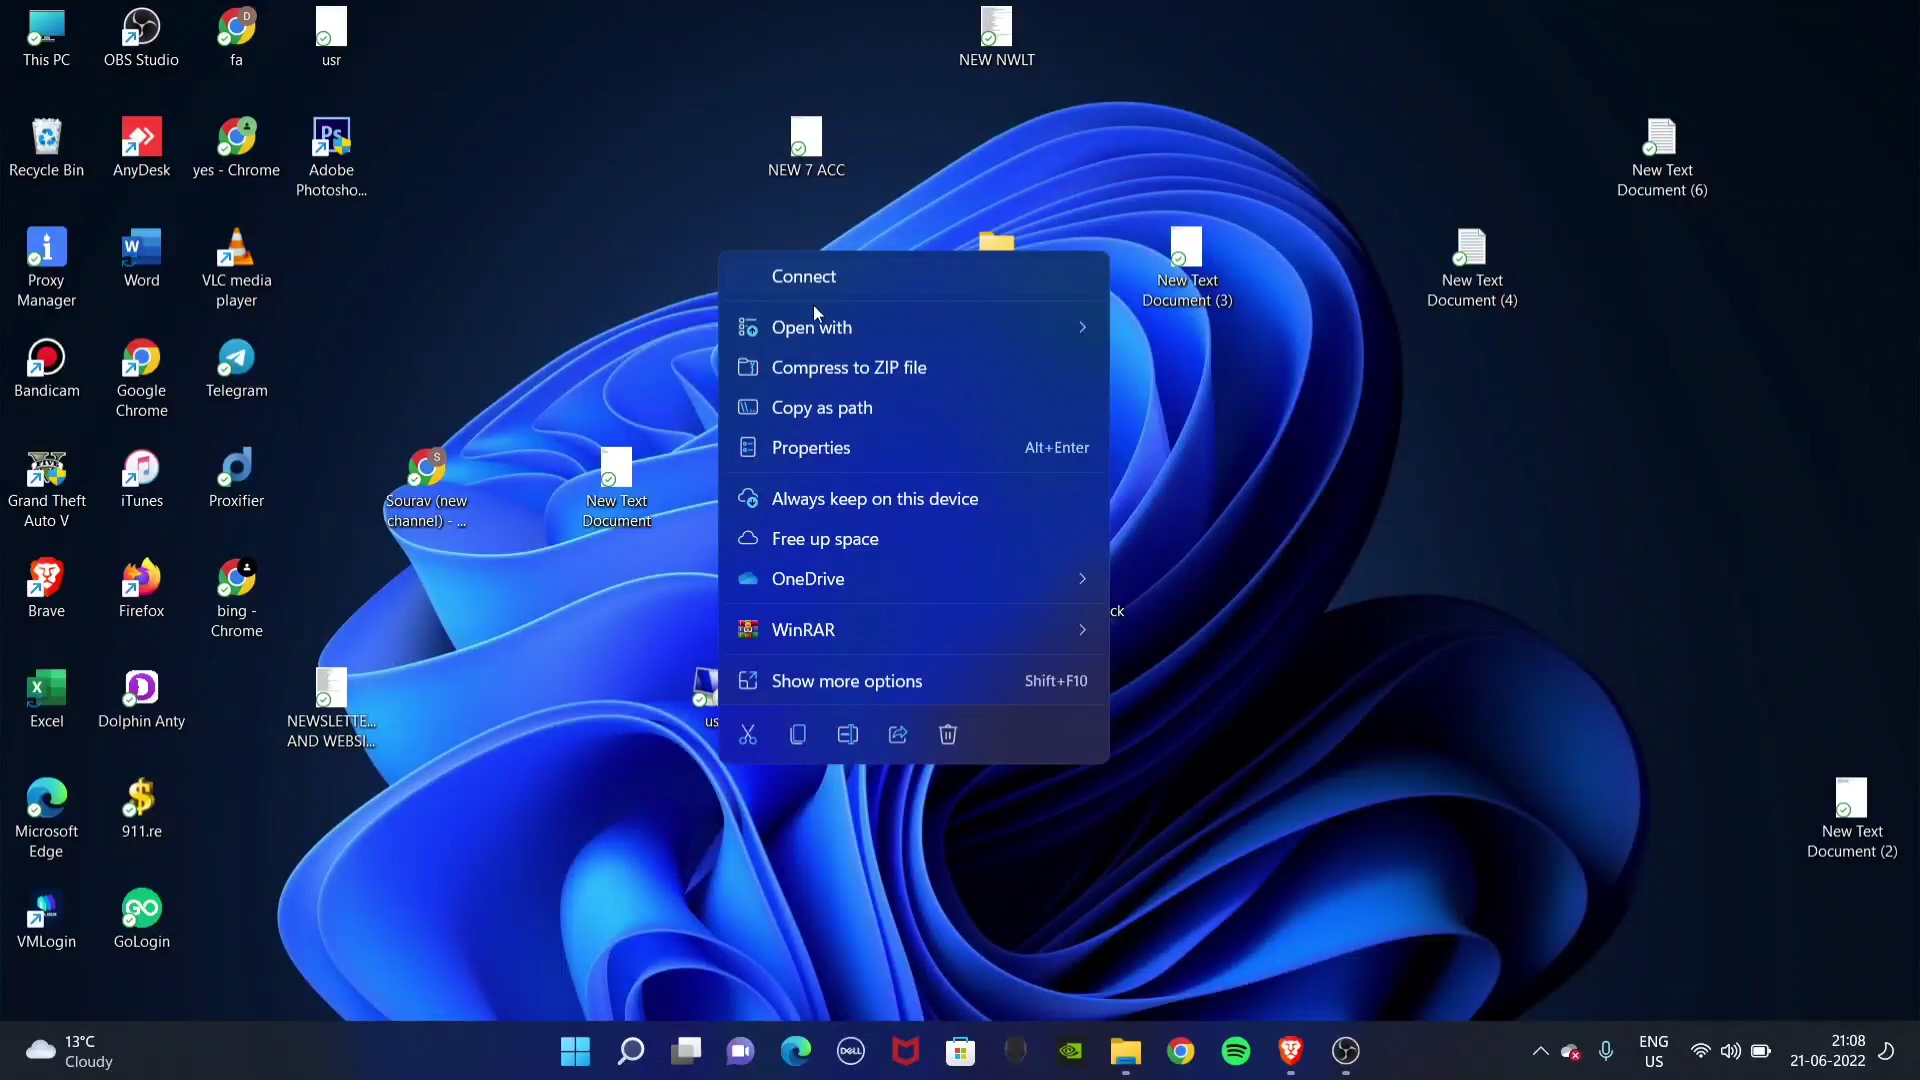 This PC
OBS Studio
fa
usr
NEW NWLT
Recycle Bin
AnyDesk
yes - Chrome
Adobe
Photosho...
NEW 7 ACC
New Text
Document (6)
Proxy
Manager
Word
VLC media
player
New Text
Document (3)
New Text
Document (4)
Bandicam
Google
Chrome
Telegram
Grand Theft
Auto V
iTunes
Proxifier
Sourav (new
channel) - ...
New Text
Document
Brave
Firefox
bing -
Chrome
ck
Excel
Dolphin Anty
NEWSLETTE...
AND WEBSI...
us
Microsoft
Edge
911.re
New Text
Document (2)
VMLogin
GoLogin
Connect
Open with
Compress to ZIP file
Copy as path
Properties Alt+Enter
Always keep on this device
Free up space
OneDrive
WinRAR
Show more options Shift+F10
13°C
Cloudy
DELL
ENG
US
21:08
21-06-2022